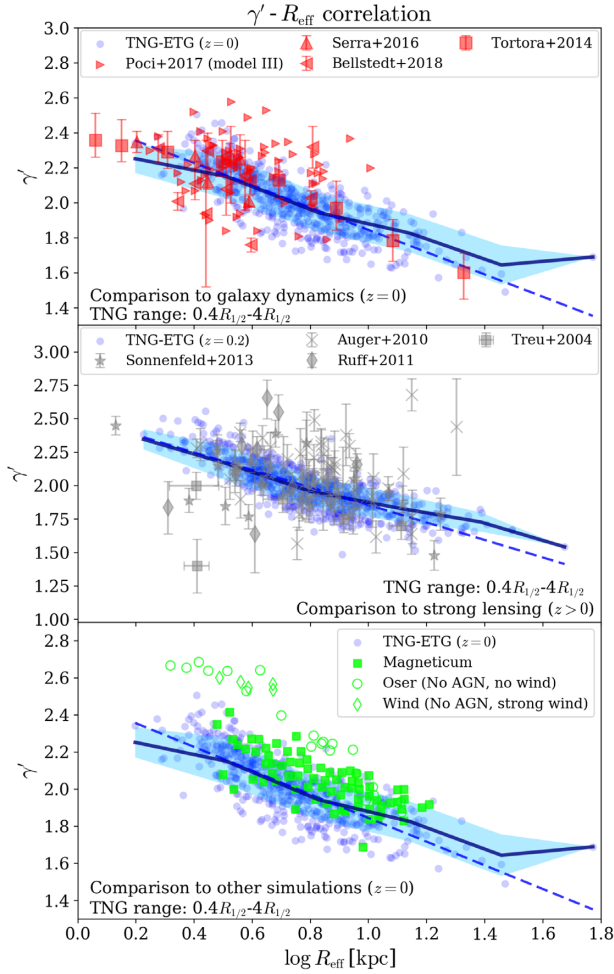 γ′ - R_eff correlation
TNG-ETG (z=0) Serra+2016 Tortora+2014
Poci+2017 (model III) Bellstedt+2018
3.0
2.8
2.6
2.4
2.2
2.0
1.8
1.6
1.4
γ′
Comparison to galaxy dynamics (z=0)
TNG range: 0.4R_1/2-4R_1/2
TNG-ETG (z=0.2) Auger+2010 Treu+2004
Sonnenfeld+2013 Ruff+2011
3.00
2.75
2.50
2.25
2.00
1.75
1.50
1.25
1.00
γ′
TNG range: 0.4R_1/2-4R_1/2
Comparison to strong lensing (z>0)
TNG-ETG (z=0)
Magneticum
Oser (No AGN, no wind)
Wind (No AGN, strong wind)
2.8
2.6
2.4
2.2
2.0
1.8
1.6
1.4
γ′
Comparison to other simulations (z=0)
TNG range: 0.4R_1/2-4R_1/2
0.0 0.2 0.4 0.6 0.8 1.0 1.2 1.4 1.6 1.8
log R_eff [kpc]